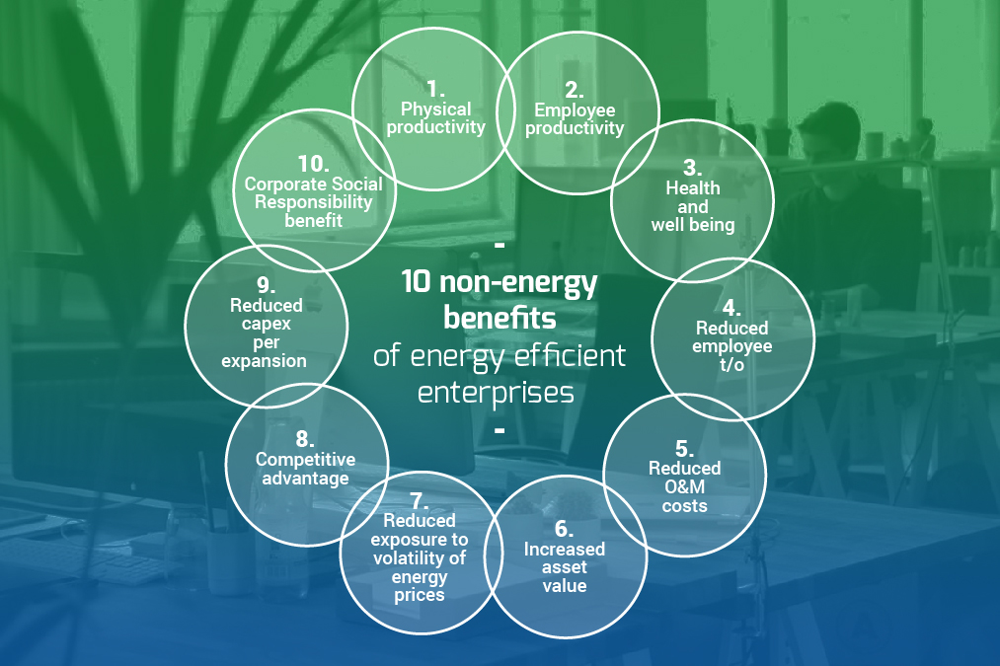 1.
Physical
productivity
2.
Employee
productivity
3.
Health
and
well being
4.
Reduced
employee
t/o
5.
Reduced
O&M
costs
6.
Increased
asset
value
7.
Reduced
exposure to
volatility of
energy
prices
8.
Competitive
advantage
9.
Reduced
capex
per
expansion
10.
Corporate Social
Responsibility
benefit
-
10 non-energy
benefits
of energy efficient
enterprises
-